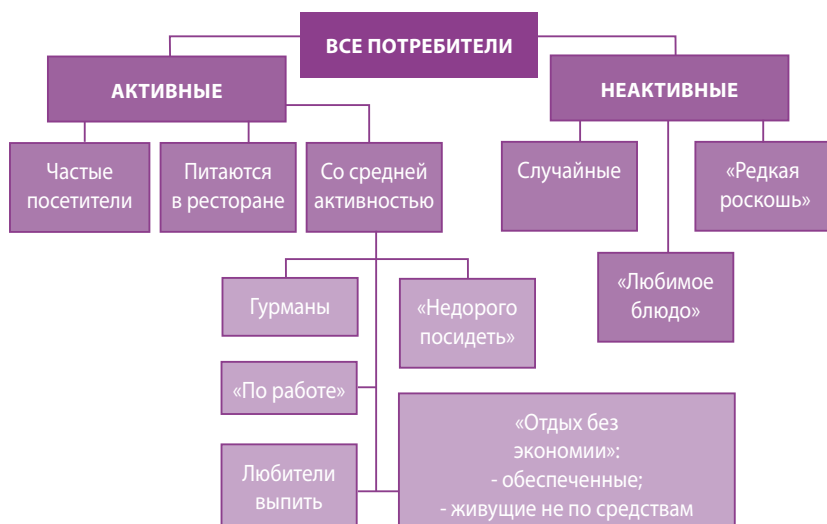 ВСЕ ПОТРЕБИТЕЛИ
АКТИВНЫЕ
НЕАКТИВНЫЕ
Частые
посетители
Питаются
в ресторане
Со средней
активностью
Случайные
«Редкая
роскошь»
«Любимое
блюдо»
Гурманы
«Недорого
посидеть»
«По работе»
Любители
выпить
«Отдых без
экономии»:
- обеспеченные;
- живущие не по средствам